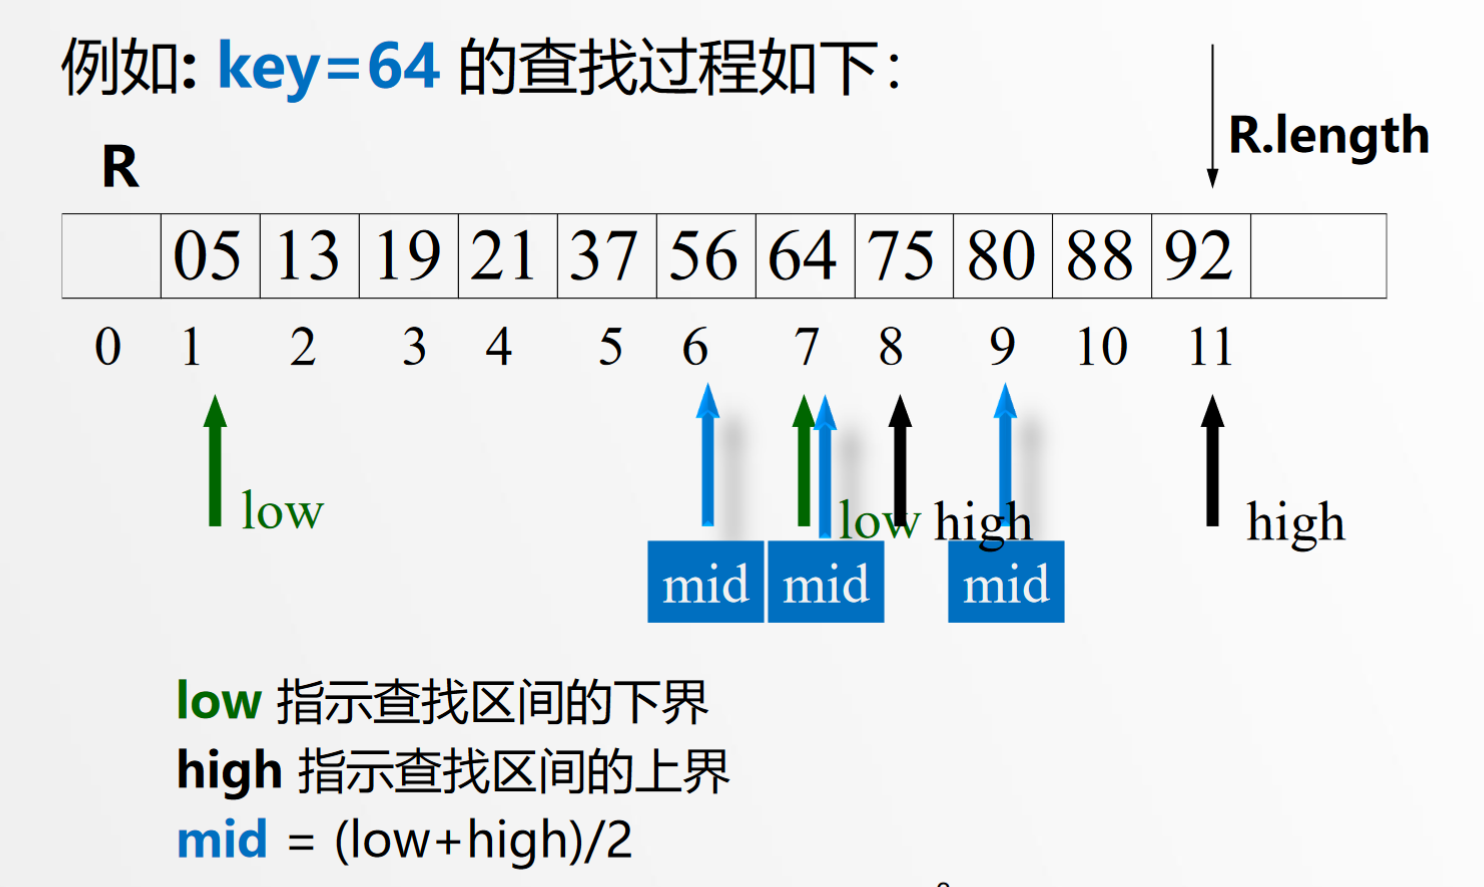 例如: key=64 的查找过程如下:
R.length
R
05 13 19 21 37 56 64 75 80 88 92
0 1 2 3 4 5 6 7 8 9 10 11
low low high high
mid mid mid
low 指示查找区间的下界
high 指示查找区间的上界
mid = (low+high)/2